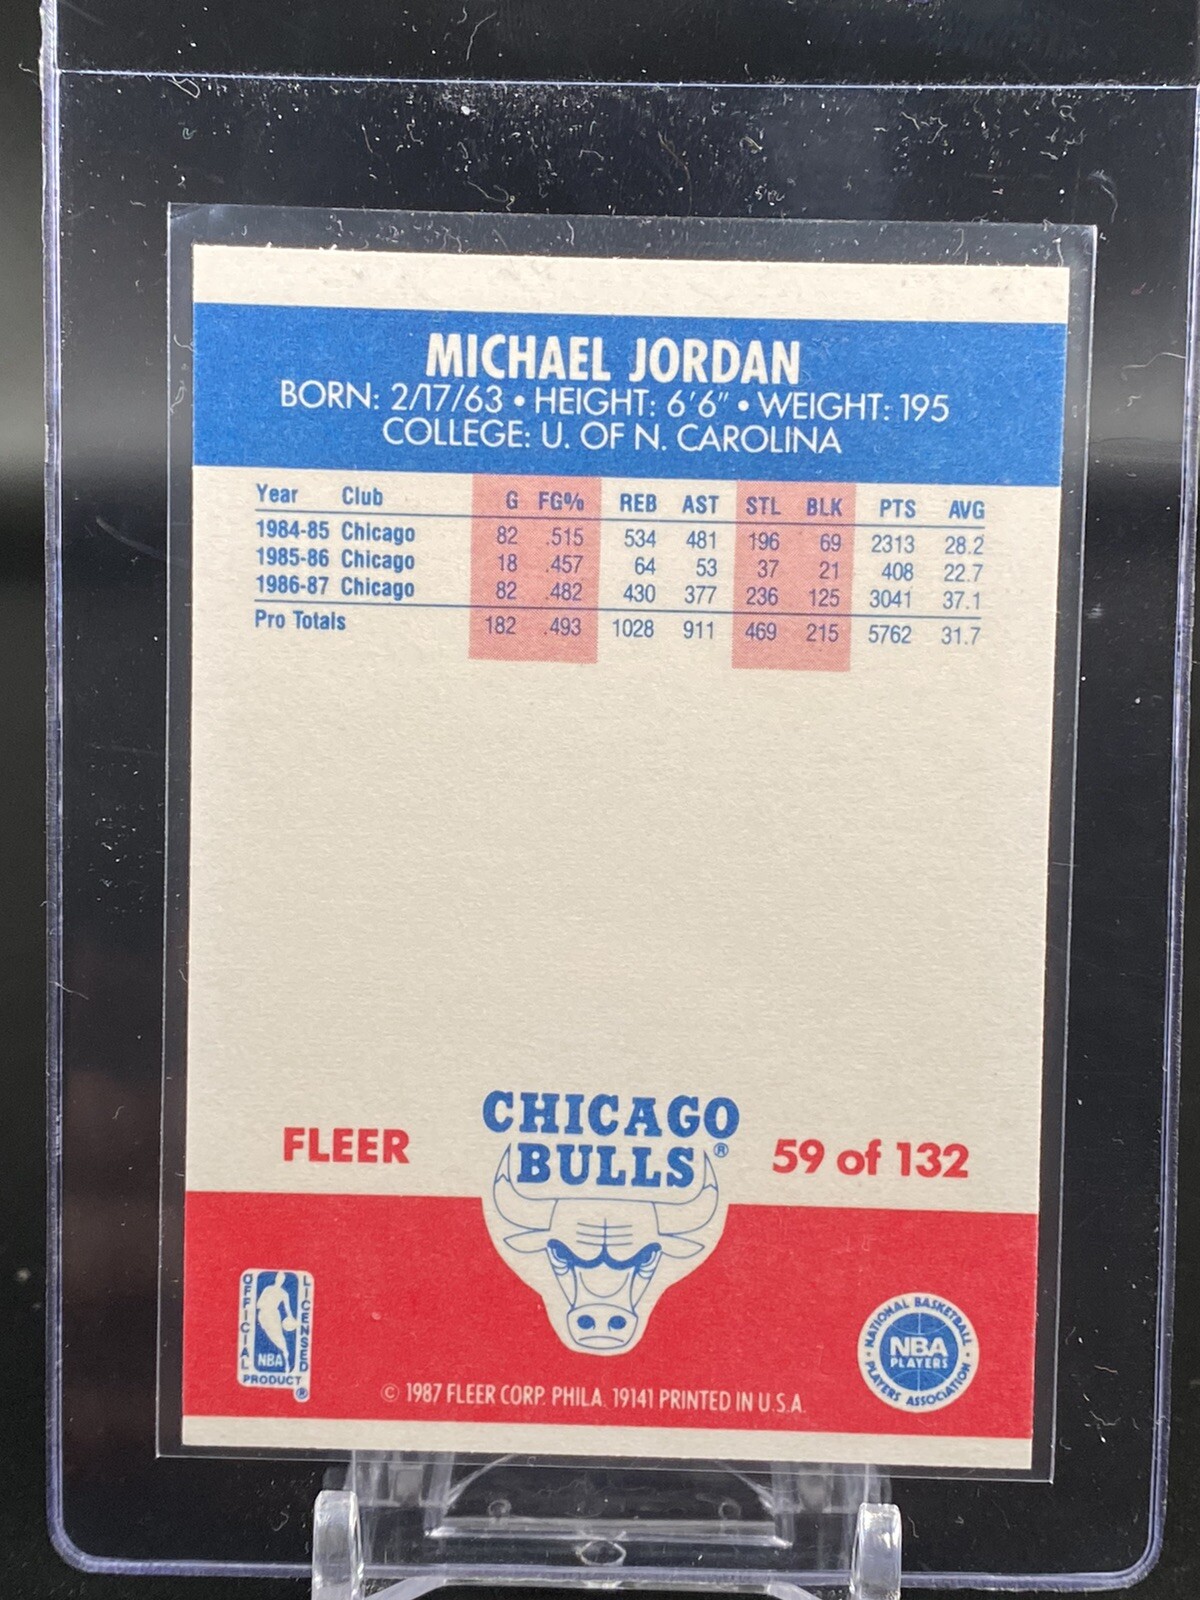 MICHAEL JORDAN
BORN: 2/17/63 • HEIGHT: 6'6" • WEIGHT: 195
COLLEGE: U. OF N. CAROLINA
Year Club G FG% REB AST STL BLK PTS AVG
1984-85 Chicago 82 .515 534 481 196 69 2313 28.2
1985-86 Chicago 18 .457 64 53 37 21 408 22.7
1986-87 Chicago 82 .482 430 377 236 125 3041 37.1
Pro Totals 182 .493 1028 911 469 215 5762 31.7
CHICAGO
BULLS®
FLEER
59 of 132
OFFICIAL
LICENSED
NBA
PRODUCT ®
NATIONAL BASKETBALL
NBA
PLAYERS
PLAYERS ASSOCIATION
© 1987 FLEER CORP. PHILA. 19141 PRINTED IN U.S.A.